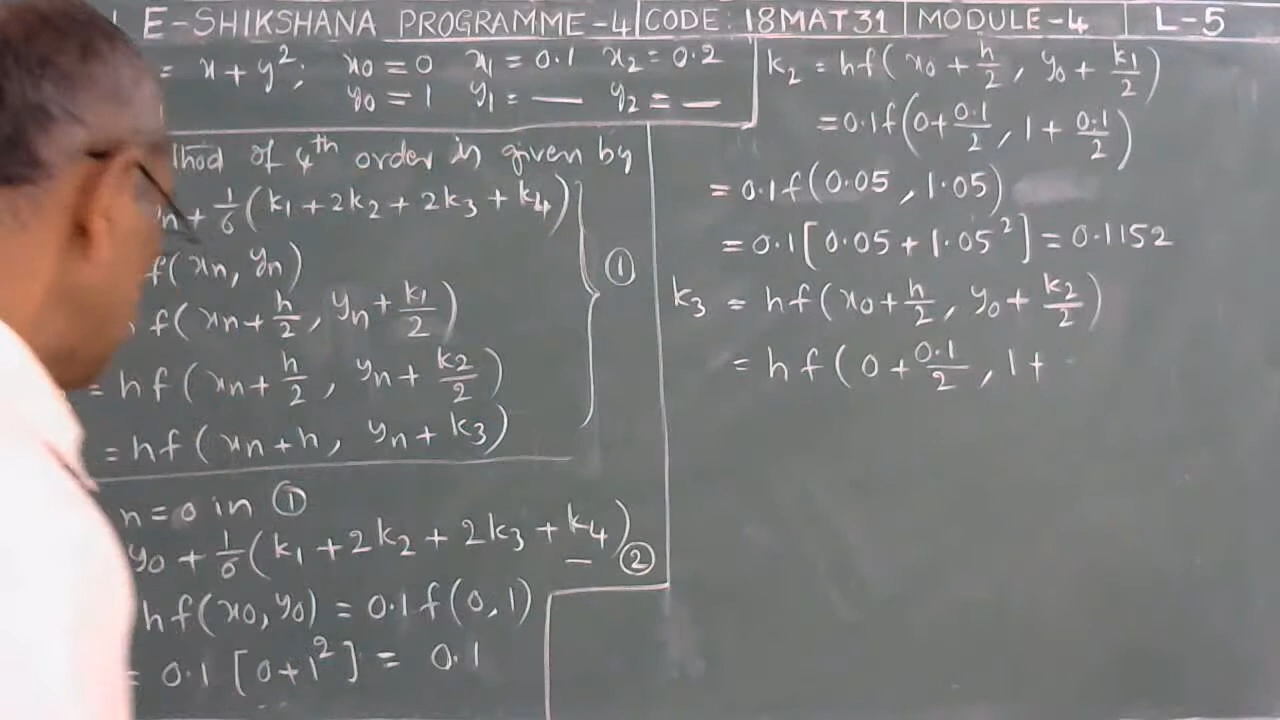 E-SHIKSHANA PROGRAMME-4 CODE: 18MAT31 MODULE-4 L-5
= x+y²; x0=0 x1=0.1 x2=0.2
y0=1 y1=— y2=—
of 4th order is given by
+ 1/6(k1+2k2+2k3+k4)
f(xn, yn)
f(xn+h/2, yn+k1/2)
①
= hf(xn+h/2, yn+k2/2)
= hf(xn+h, yn+k3)
n=0 in ①
y0 + 1/6(k1+2k2+2k3+k4) — ②
hf(x0,y0) = 0.1f(0,1)
= 0.1[0+1²] = 0.1
k2 = hf(x0+h/2, y0+k1/2)
=0.1f(0+0.1/2, 1+0.1/2)
= 0.1f(0.05, 1.05)
=0.1[0.05+1.05²]=0.1152
k3 = hf(x0+h/2, y0+k2/2)
= hf(0+0.1/2, 1+